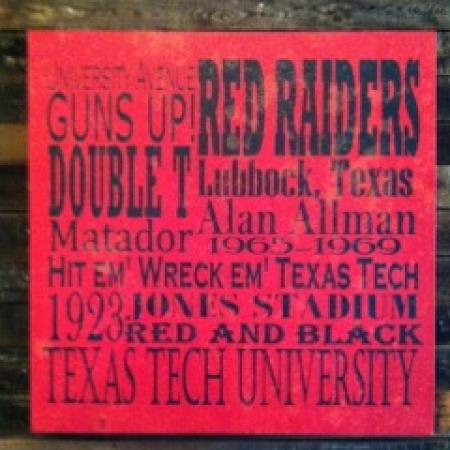 UNIVERSITY AVENUE
GUNS UP!
RED RAIDERS
DOUBLE T
Lubbock, Texas
Matador
Alan Allman
1965-1969
HIT EM' WRECK EM' TEXAS TECH
1923
JONES STADIUM
RED AND BLACK
TEXAS TECH UNIVERSITY